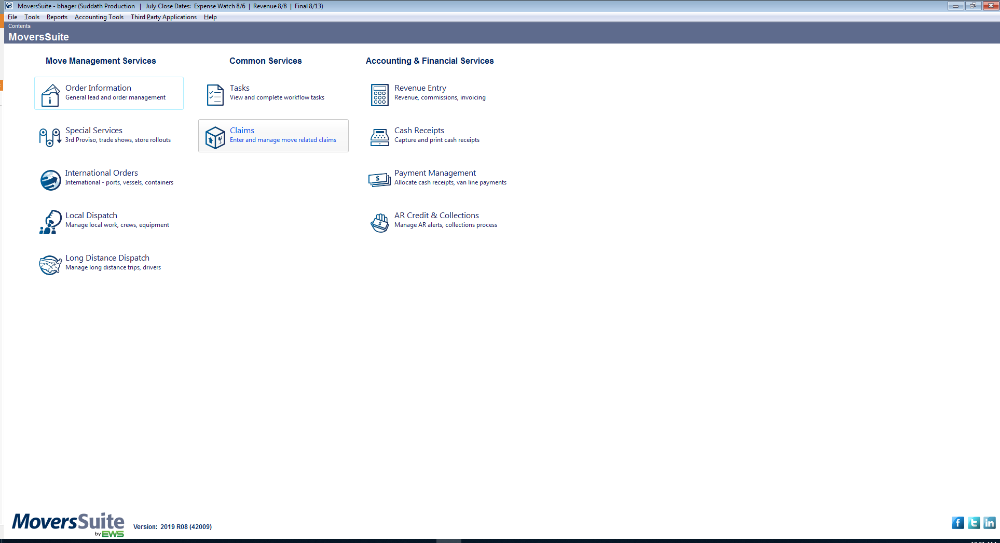 MoversSuite - bhager (Suddath Production | July Close Dates: Expense Watch 8/6 | Revenue 8/8 | Final 8/13)
File Tools Reports Accounting Tools Third Party Applications Help
Contents
MoversSuite
Move Management Services
Order Information
General lead and order management
Special Services
3rd Proviso, trade shows, store rollouts
International Orders
International - ports, vessels, containers
Local Dispatch
Manage local work, crews, equipment
Long Distance Dispatch
Manage long distance trips, drivers
Common Services
Tasks
View and complete workflow tasks
Claims
Enter and manage move related claims
Accounting & Financial Services
Revenue Entry
Revenue, commissions, invoicing
Cash Receipts
Capture and print cash receipts
Payment Management
Allocate cash receipts, van line payments
AR Credit & Collections
Manage AR alerts, collections process
MoversSuite
by EWS
Version: 2019 R08 (42009)